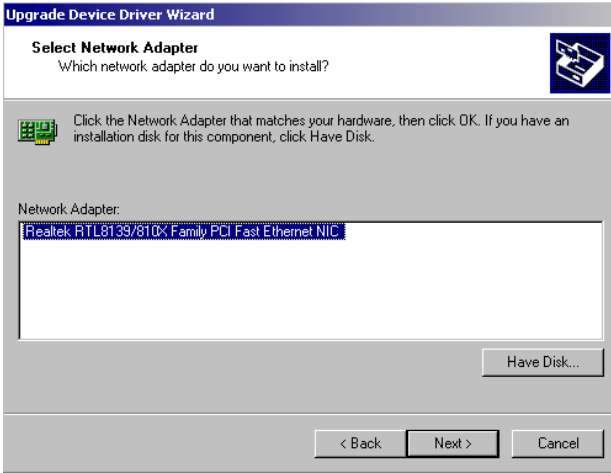 Upgrade Device Driver Wizard
Select Network Adapter
Which network adapter do you want to install?
Click the Network Adapter that matches your hardware, then click OK. If you have an
installation disk for this component, click Have Disk.
Network Adapter:
Realtek RTL8139/810X Family PCI Fast Ethernet NIC
Have Disk...
< Back Next > Cancel